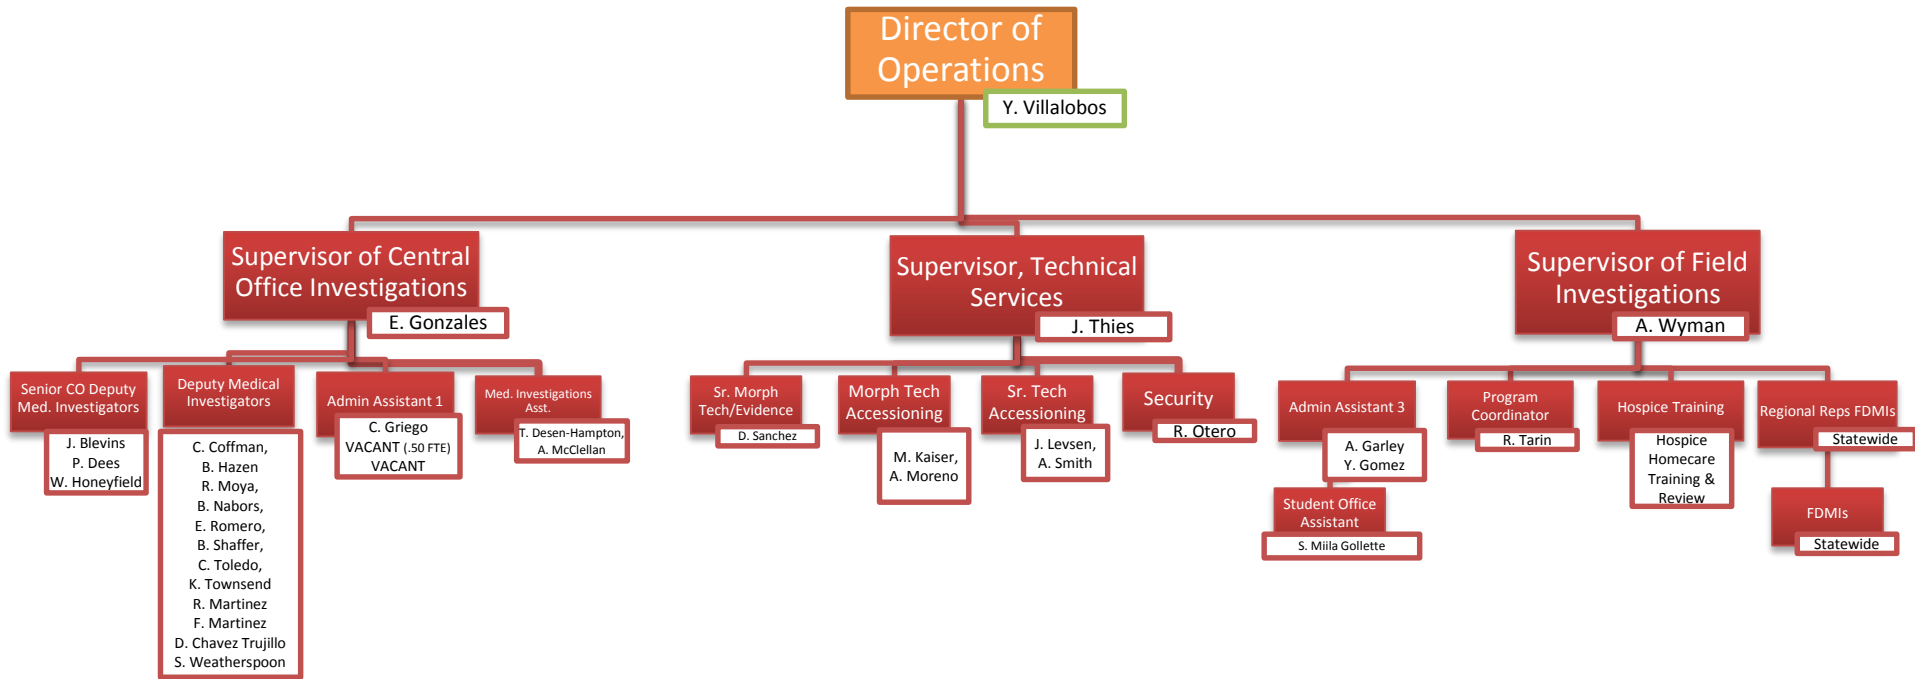 Director of
Operations
Y. Villalobos
Supervisor of Central
Office Investigations
E. Gonzales
Supervisor, Technical
Services
J. Thies
Supervisor of Field
Investigations
A. Wyman
Senior CO Deputy
Med. Investigators
J. Blevins
P. Dees
W. Honeyfield
Deputy Medical
Investigators
C. Coffman,
B. Hazen
R. Moya,
B. Nabors,
E. Romero,
B. Shaffer,
C. Toledo,
K. Townsend
R. Martinez
F. Martinez
D. Chavez Trujillo
S. Weatherspoon
Admin Assistant 1
C. Griego
VACANT (.50 FTE)
VACANT
Med. Investigations
Asst.
T. Desen-Hampton,
A. McClellan
Sr. Morph
Tech/Evidence
D. Sanchez
Morph Tech
Accessioning
M. Kaiser,
A. Moreno
Sr. Tech
Accessioning
J. Levsen,
A. Smith
Security
R. Otero
Admin Assistant 3
A. Garley
Y. Gomez
Student Office
Assistant
S. Miila Gollette
Program
Coordinator
R. Tarin
Hospice Training
Hospice
Homecare
Training &
Review
Regional Reps FDMIs
Statewide
FDMIs
Statewide